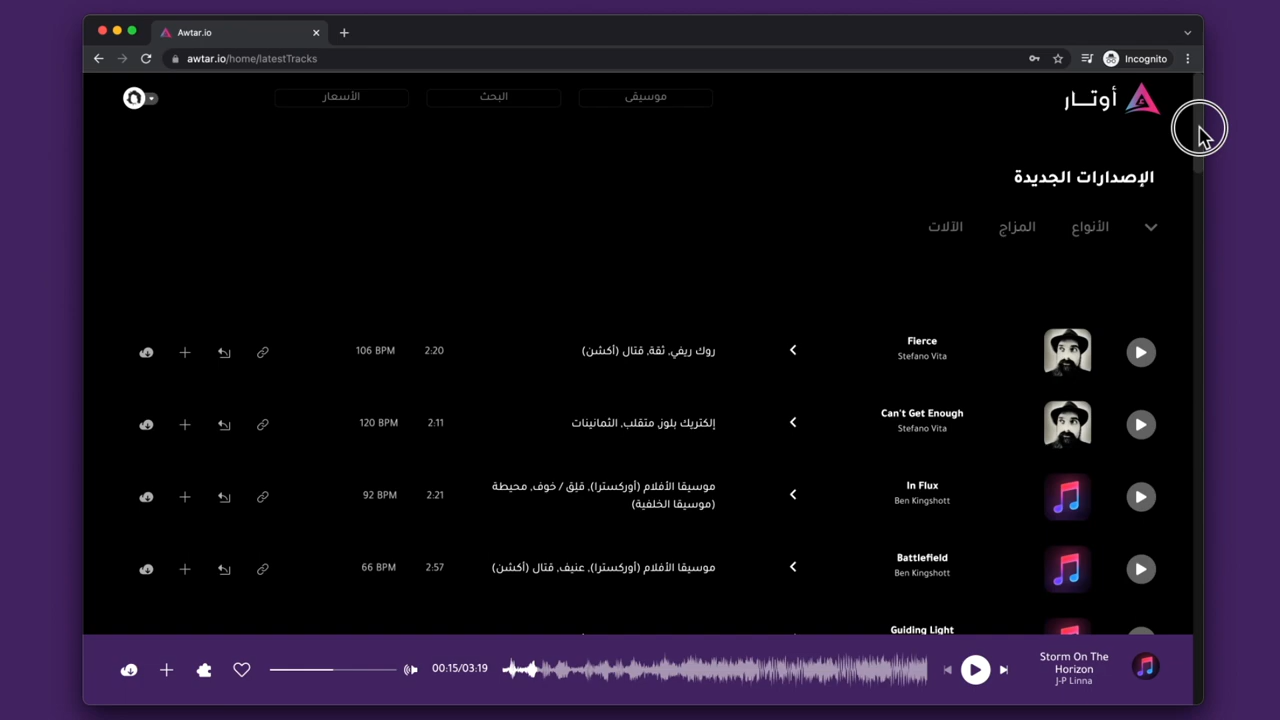 Awtar.io
awtar.io/home/latestTracks
Incognito
أوتــار
موسيقى
البحث
الأسعار
الإصدارات الجديدة
الأنواع
المزاج
الآلات
Fierce
Stefano Vita
روك ريفي, ثقة, قتال (أكشن)
2:20
106 BPM
Can't Get Enough
Stefano Vita
إلكتريك بلوز, متقلب, الثمانينات
2:11
120 BPM
In Flux
Ben Kingshott
موسيقا الأفلام (أوركسترا), قلِق / خوف, محيطة
(موسيقا الخلفية)
2:21
92 BPM
Battlefield
Ben Kingshott
موسيقا الأفلام (أوركسترا), عنيف, قتال (أكشن)
2:57
66 BPM
Guiding Light
Storm On The
Horizon
J-P Linna
00:15/03:19